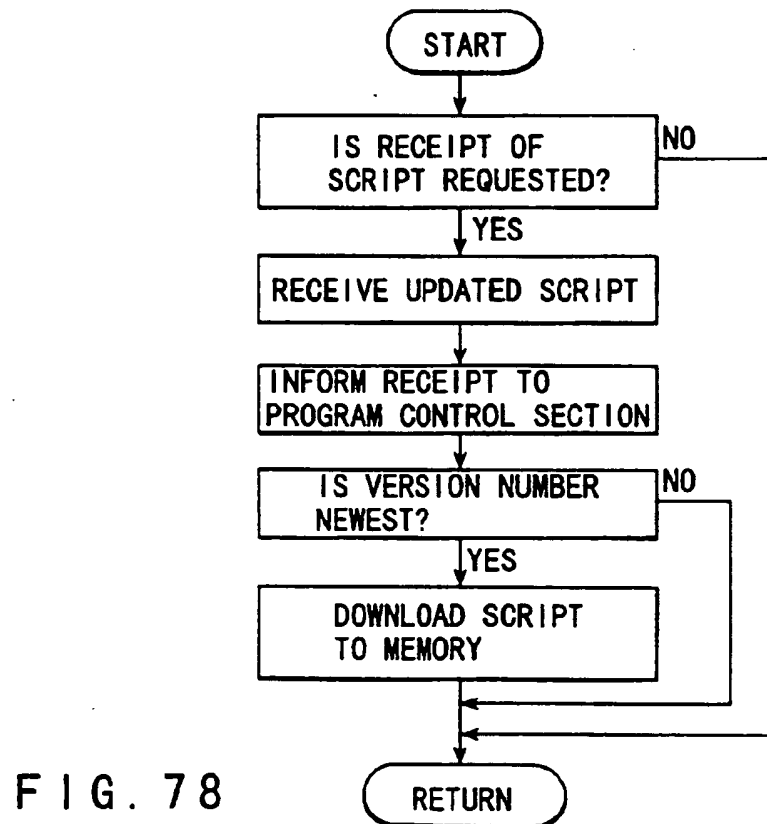 START
IS RECEIPT OF
SCRIPT REQUESTED?
NO
YES
RECEIVE UPDATED SCRIPT
INFORM RECEIPT TO
PROGRAM CONTROL SECTION
IS VERSION NUMBER
NEWEST?
NO
YES
DOWNLOAD SCRIPT
TO MEMORY
RETURN
FIG. 78